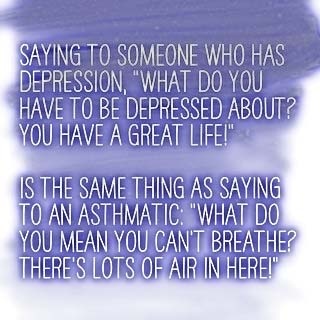 SAYING TO SOMEONE WHO HAS
DEPRESSION, "WHAT DO YOU
HAVE TO BE DEPRESSED ABOUT?
YOU HAVE A GREAT LIFE!"
IS THE SAME THING AS SAYING
TO AN ASTHMATIC: "WHAT DO
YOU MEAN YOU CAN'T BREATHE?
THERE'S LOTS OF AIR IN HERE!"